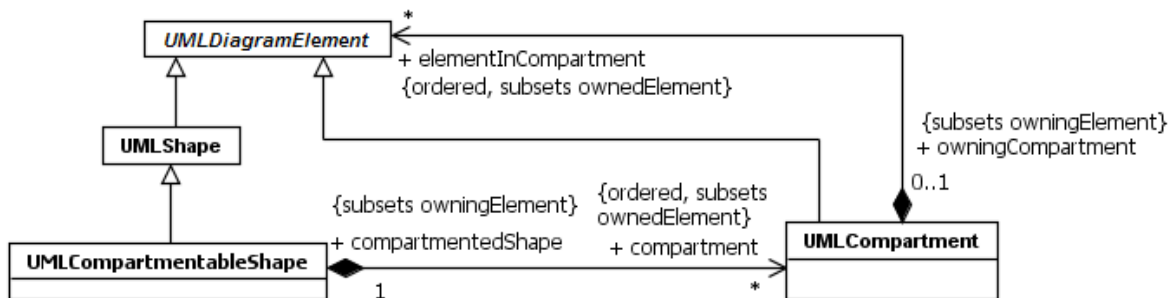 *
UMLDiagramElement
+ elementInCompartment
{ordered, subsets ownedElement}
{subsets owningElement}
+ owningCompartment
0..1
UMLShape
{subsets owningElement}
+ compartmentedShape
1
{ordered, subsets
ownedElement}
+ compartment
*
UMLCompartmentableShape
UMLCompartment